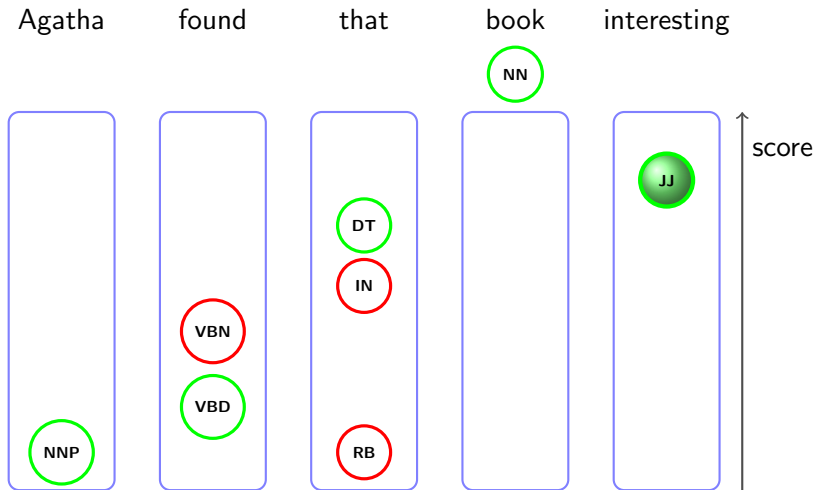 Agatha found that book interesting
NN
score
JJ
DT
IN
VBN
VBD
NNP RB